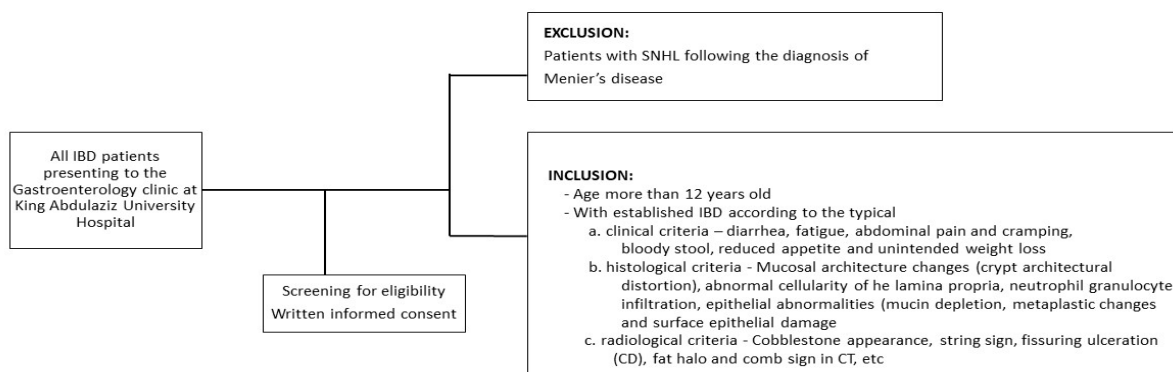 All IBD patients
presenting to the
Gastroenterology clinic at
King Abdulaziz University
Hospital
Screening for eligibility
Written informed consent
EXCLUSION:
Patients with SNHL following the diagnosis of
Menier’s disease
INCLUSION:
- Age more than 12 years old
- With established IBD according to the typical
a. clinical criteria – diarrhea, fatigue, abdominal pain and cramping,
bloody stool, reduced appetite and unintended weight loss
b. histological criteria - Mucosal architecture changes (crypt architectural
distortion), abnormal cellularity of he lamina propria, neutrophil granulocyte
infiltration, epithelial abnormalities (mucin depletion, metaplastic changes
and surface epithelial damage
c. radiological criteria - Cobblestone appearance, string sign, fissuring ulceration
(CD), fat halo and comb sign in CT, etc